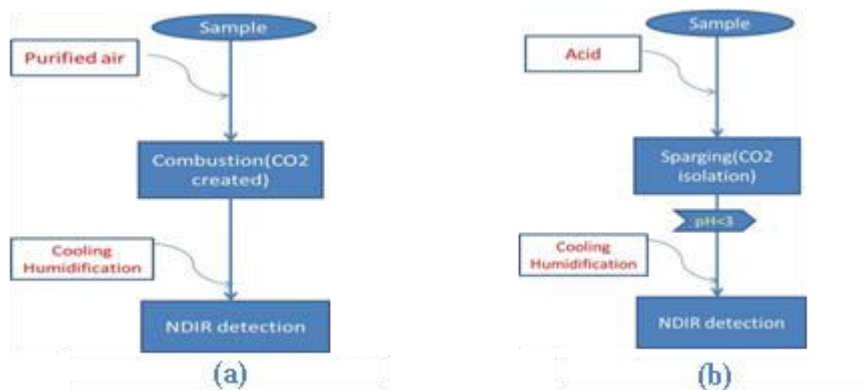 Sample
Purified air
Combustion(CO2
created)
Cooling
Humidification
NDIR detection
(a)
Sample
Acid
Sparging(CO2
isolation)
pH<3
Cooling
Humidification
NDIR detection
(b)